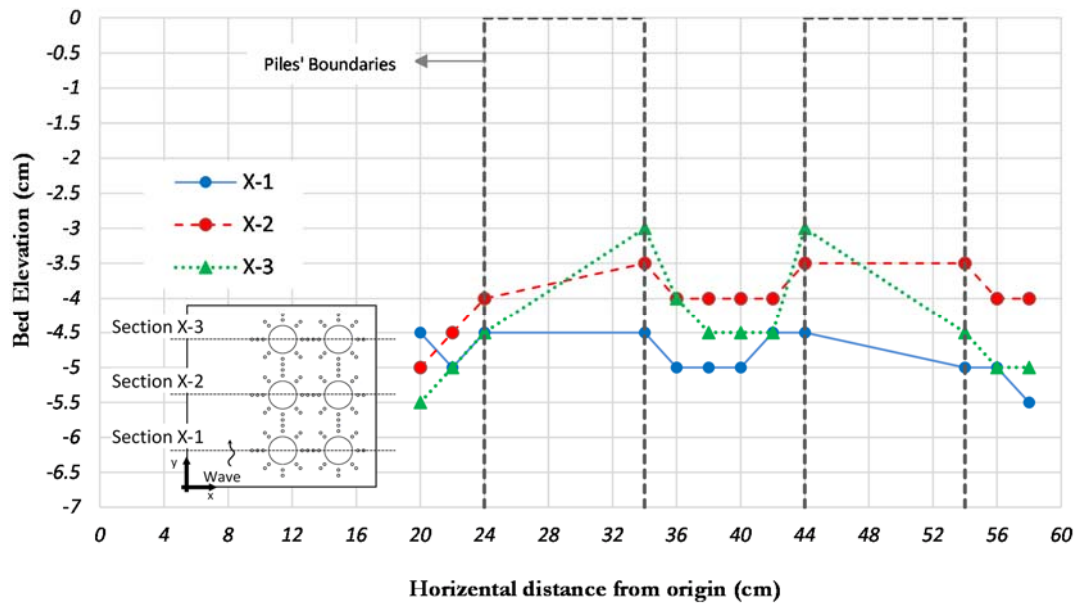 0
-0.5
-1
-1.5
-2
-2.5
-3
-3.5
-4
-4.5
-5
-5.5
-6
-6.5
-7
Bed Elevation (cm)
Piles' Boundaries
X-1
X-2
X-3
Section X-3
Section X-2
Section X-1
y
Wave
x
0 4 8 12 16 20 24 28 32 36 40 44 48 52 56 60
Horizental distance from origin (cm)